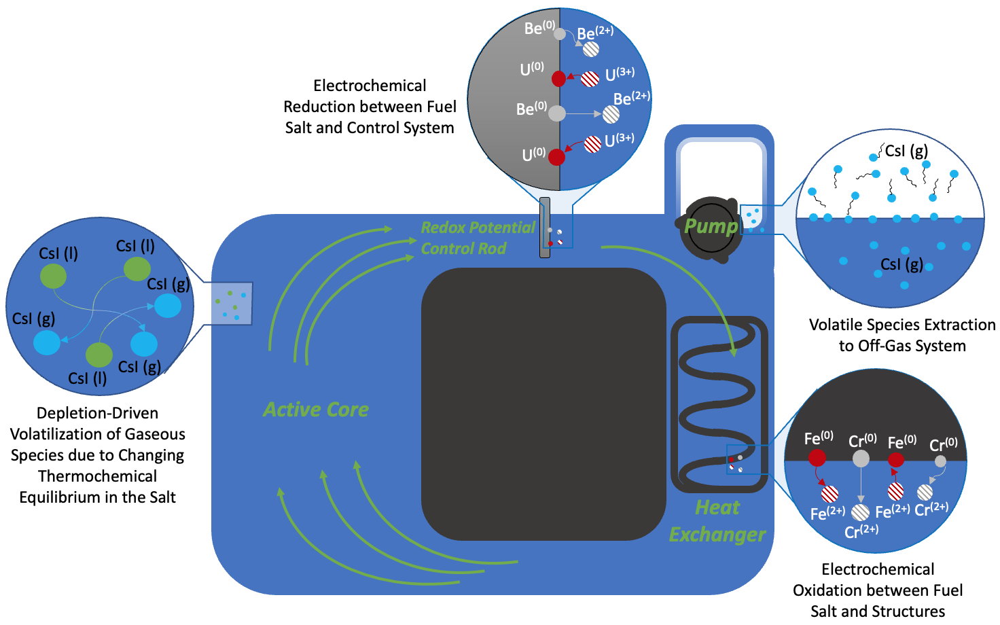 Be(0)
Be(2+)
U(0)
U(3+)
Be(0)
Be(2+)
U(0)
U(3+)
Electrochemical
Reduction between Fuel
Salt and Control System
Redox Potential
Control Rod
Pump
CsI (g)
CsI (g)
Volatile Species Extraction
to Off-Gas System
CsI (l)
CsI (l)
CsI (g)
CsI (g)
CsI (g)
CsI (l)
Depletion-Driven
Volatilization of Gaseous
Species due to Changing
Thermochemical
Equilibrium in the Salt
Active Core
Heat
Exchanger
Fe(0)
Cr(0)
Fe(0)
Cr(0)
Fe(2+)
Cr(2+)
Fe(2+)
Cr(2+)
Electrochemical
Oxidation between Fuel
Salt and Structures